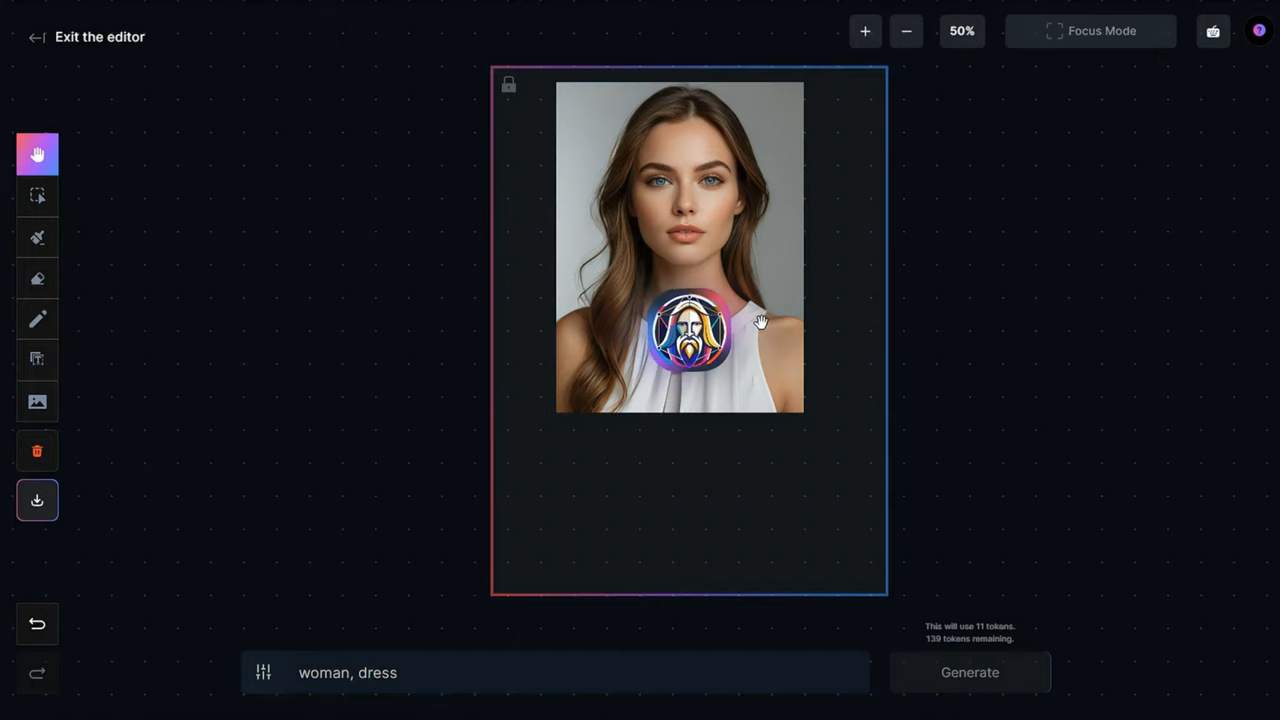 Exit the editor
50%
Focus Mode
This will use 11 tokens.
139 tokens remaining.
woman, dress
Generate